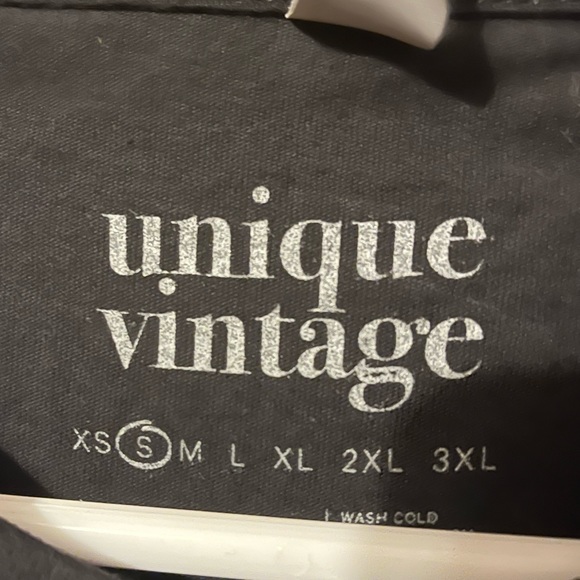 unique
vintage
XS S M L XL 2XL 3XL
WASH COLD